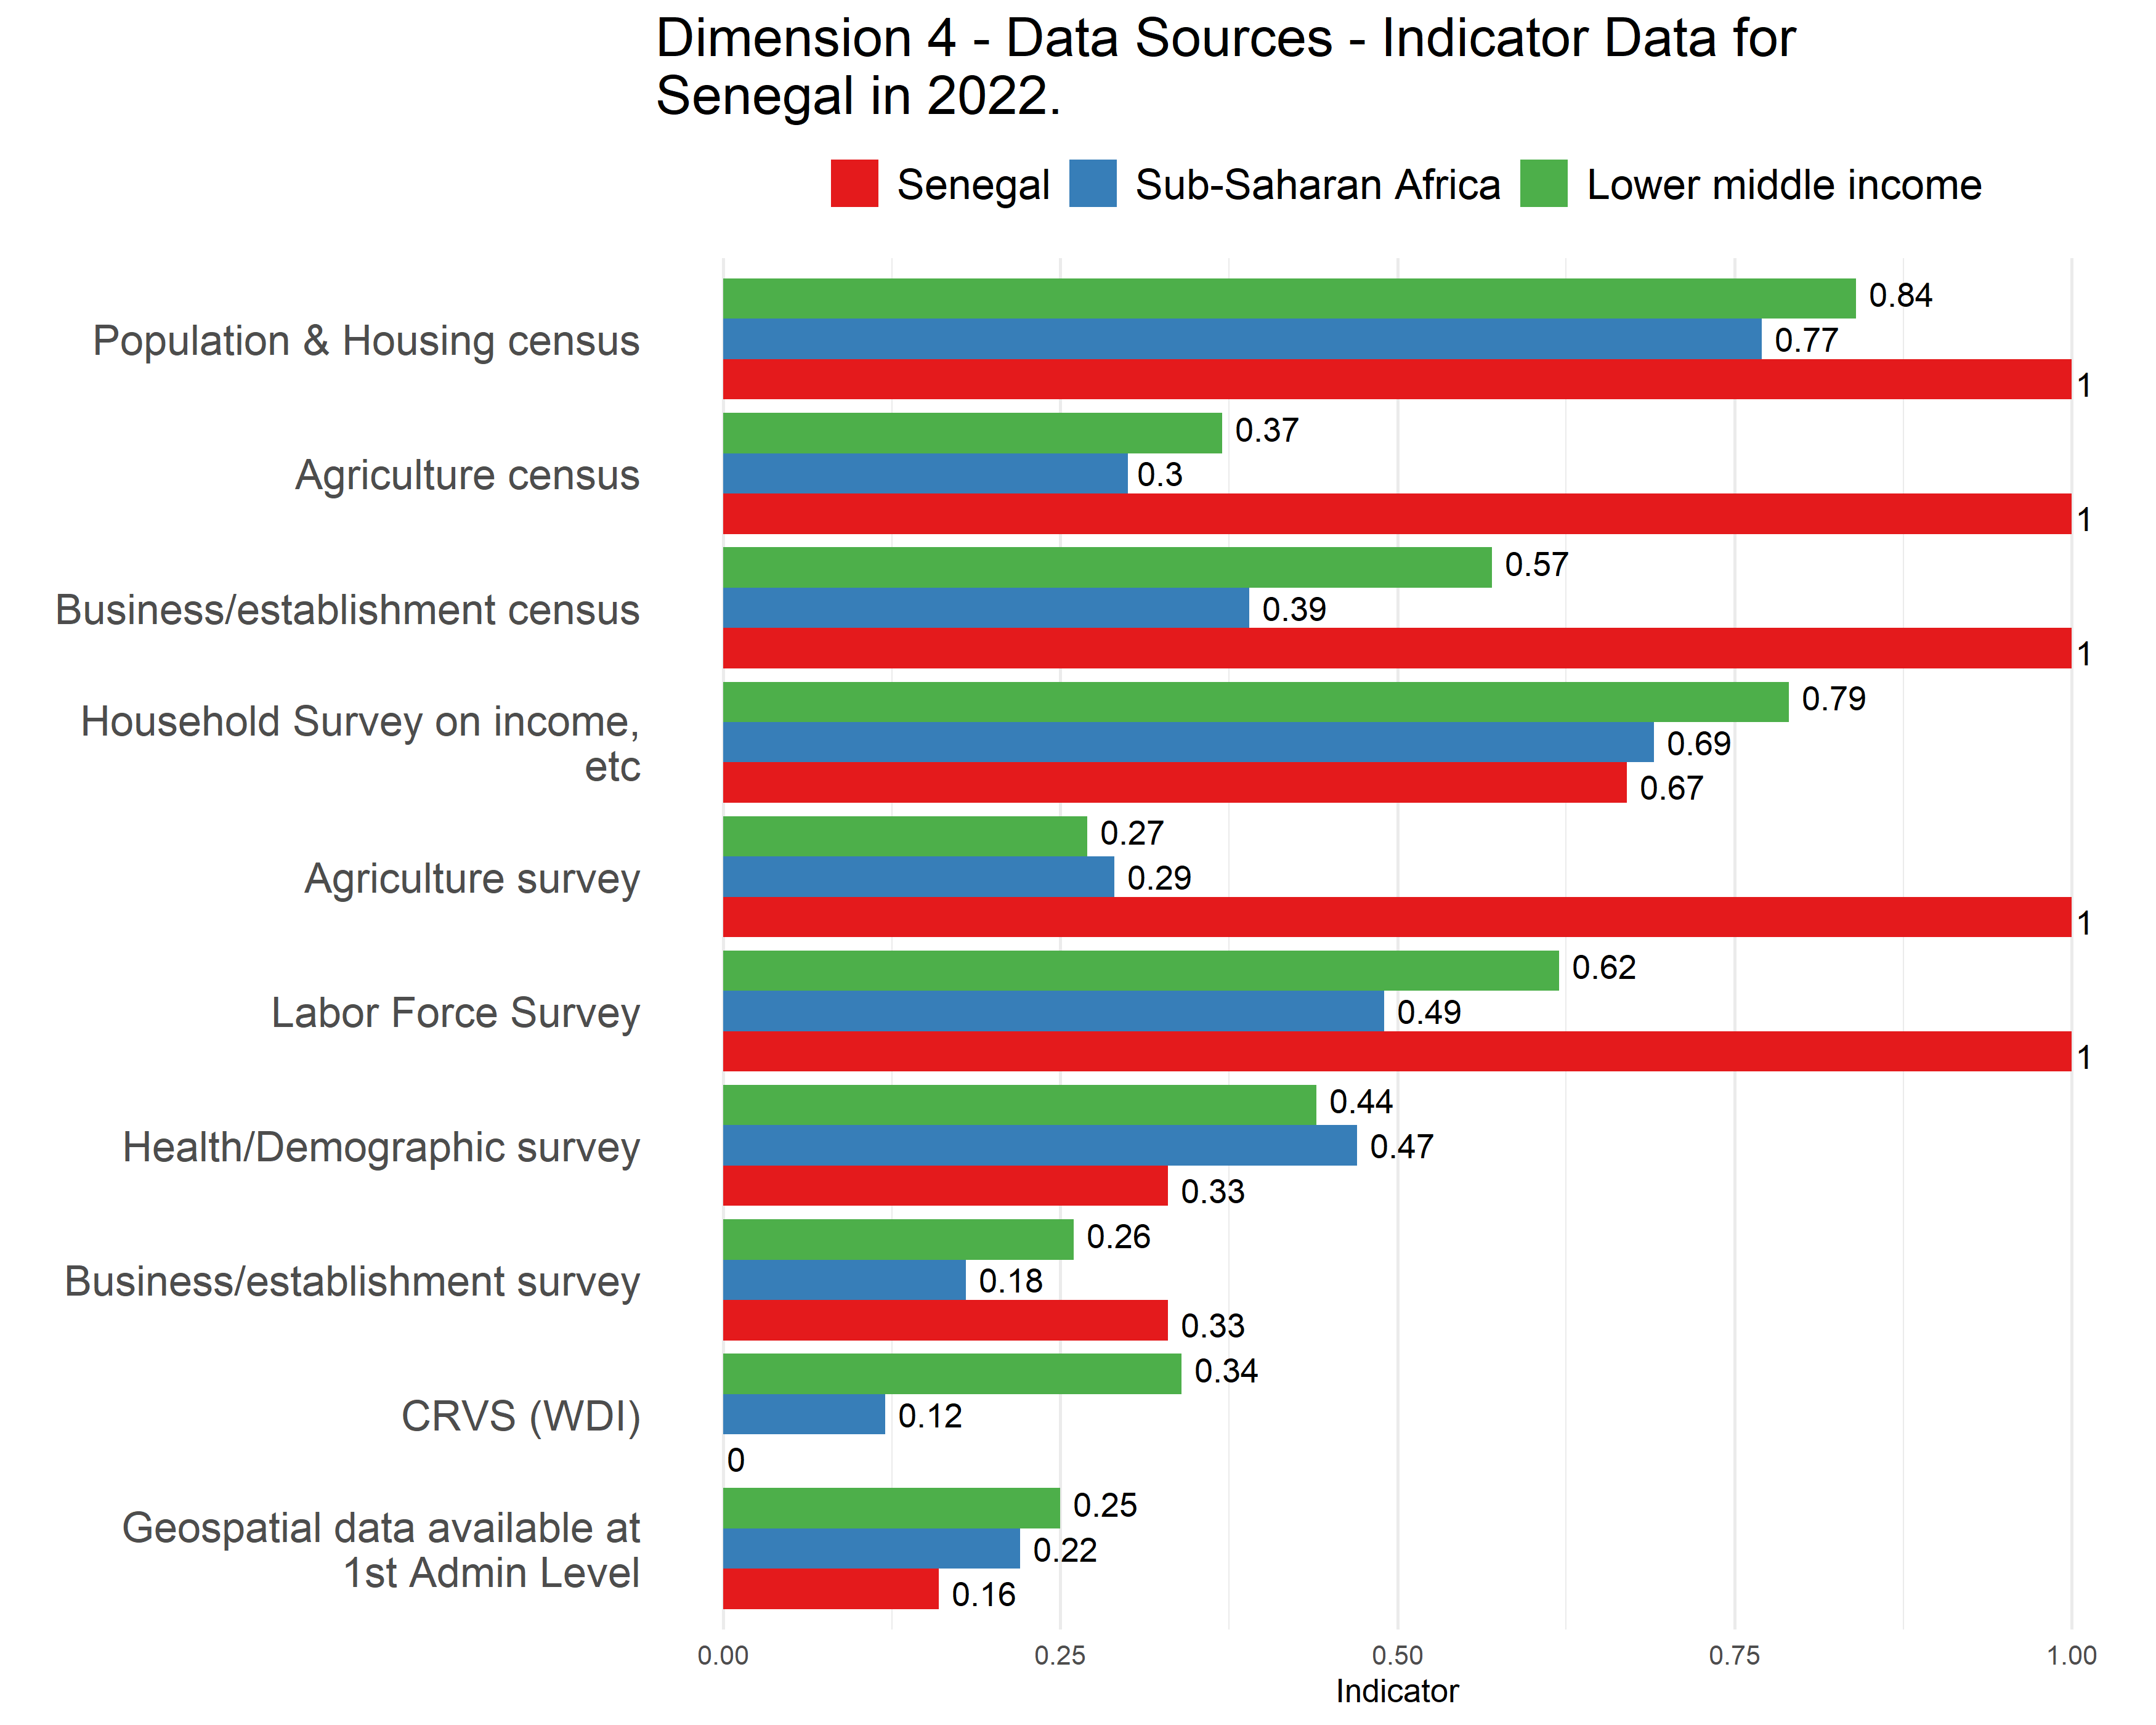 Dimension 4 - Data Sources - Indicator Data for
Senegal in 2022.
Senegal Sub-Saharan Africa Lower middle income
Population & Housing census
0.84
0.77
1
Agriculture census
0.37
0.3
1
Business/establishment census
0.57
0.39
1
Household Survey on income,
etc
0.79
0.69
0.67
Agriculture survey
0.27
0.29
1
Labor Force Survey
0.62
0.49
1
Health/Demographic survey
0.44
0.47
0.33
Business/establishment survey
0.26
0.18
0.33
CRVS (WDI)
0.34
0.12
0
Geospatial data available at
1st Admin Level
0.25
0.22
0.16
0.00 0.25 0.50 0.75 1.00
Indicator